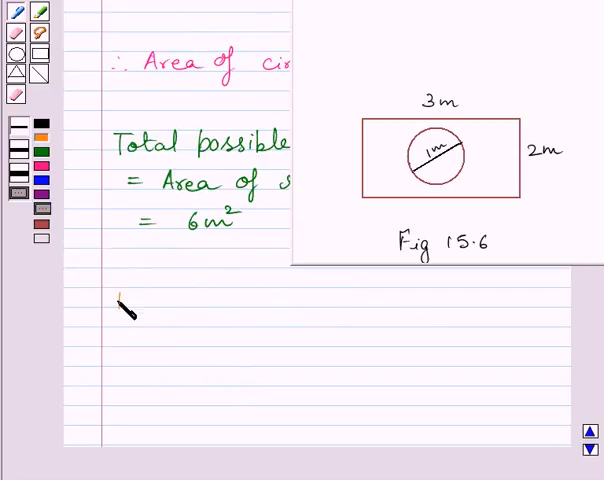 ∴ Area of cir
Total possible
= Area of
= 6m²
3m
1m
2m
Fig 15.6